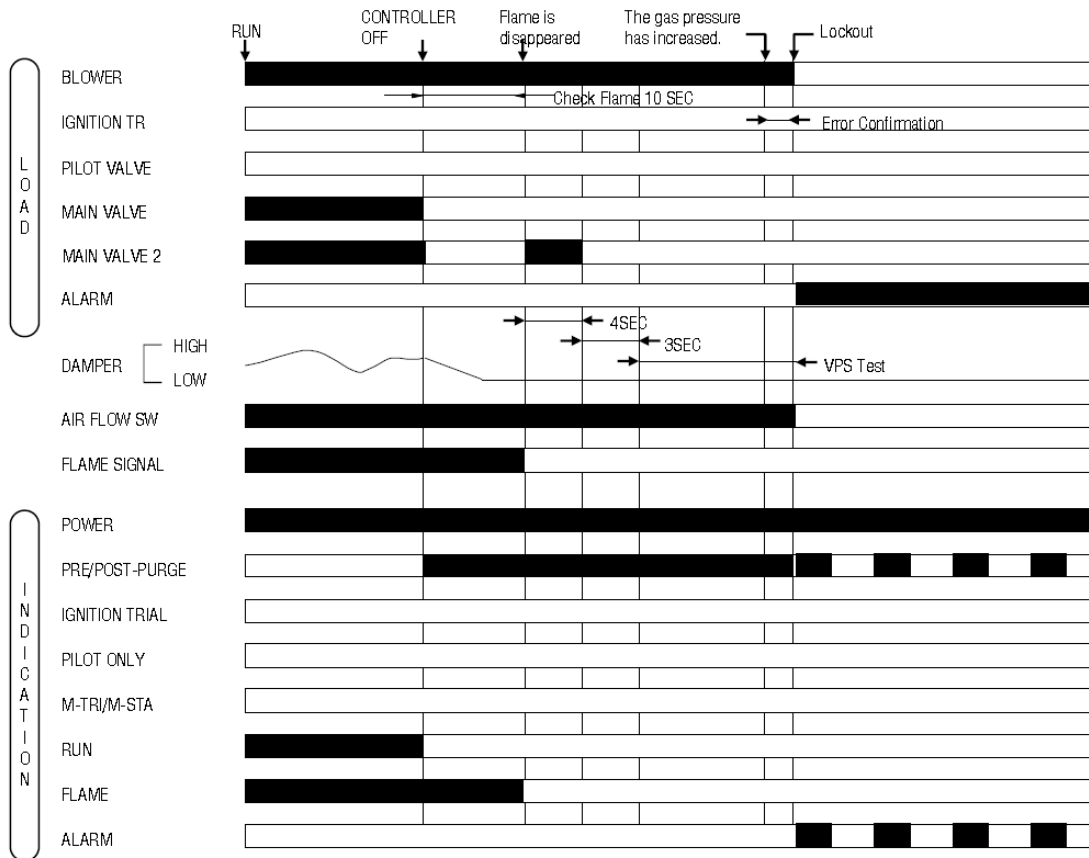 RUN
CONTROLLER
OFF
Flame is
disappeared
The gas pressure
has increased.
Lockout
LOAD
BLOWER
Check Flame 10 SEC
IGNITION TR
Error Confirmation
PILOT VALVE
MAIN VALVE
MAIN VALVE 2
ALARM
4SEC
3SEC
DAMPER
HIGH
LOW
VPS Test
AIR FLOW SW
FLAME SIGNAL
INDICATION
POWER
PRE/POST-PURGE
IGNITION TRIAL
PILOT ONLY
M-TRI/M-STA
RUN
FLAME
ALARM